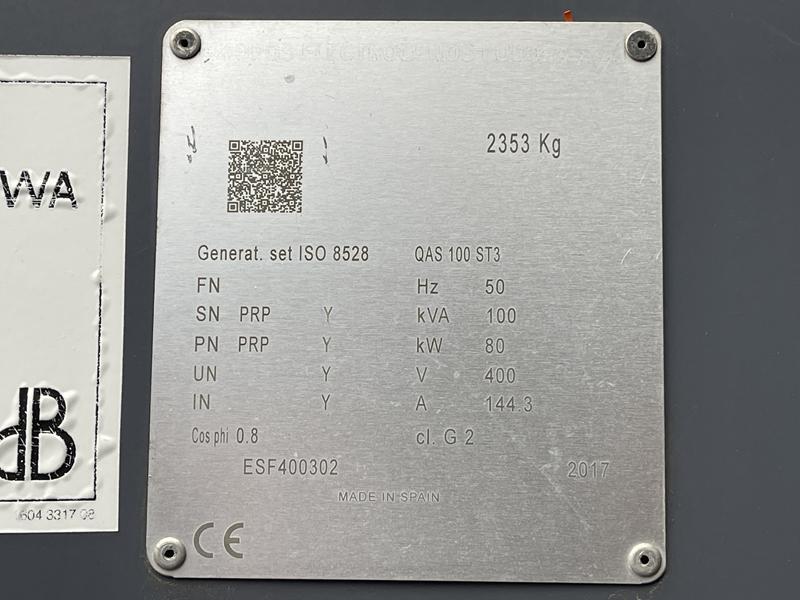 WA
2353 Kg
Generat. set ISO 8528 QAS 100 ST3
FN Hz 50
SN PRP Y kVA 100
PN PRP Y kW 80
UN Y V 400
IN Y A 144.3
Cos phi 0.8 cl. G 2
ESF400302 2017
MADE IN SPAIN
CE
dB
1604 3317 08